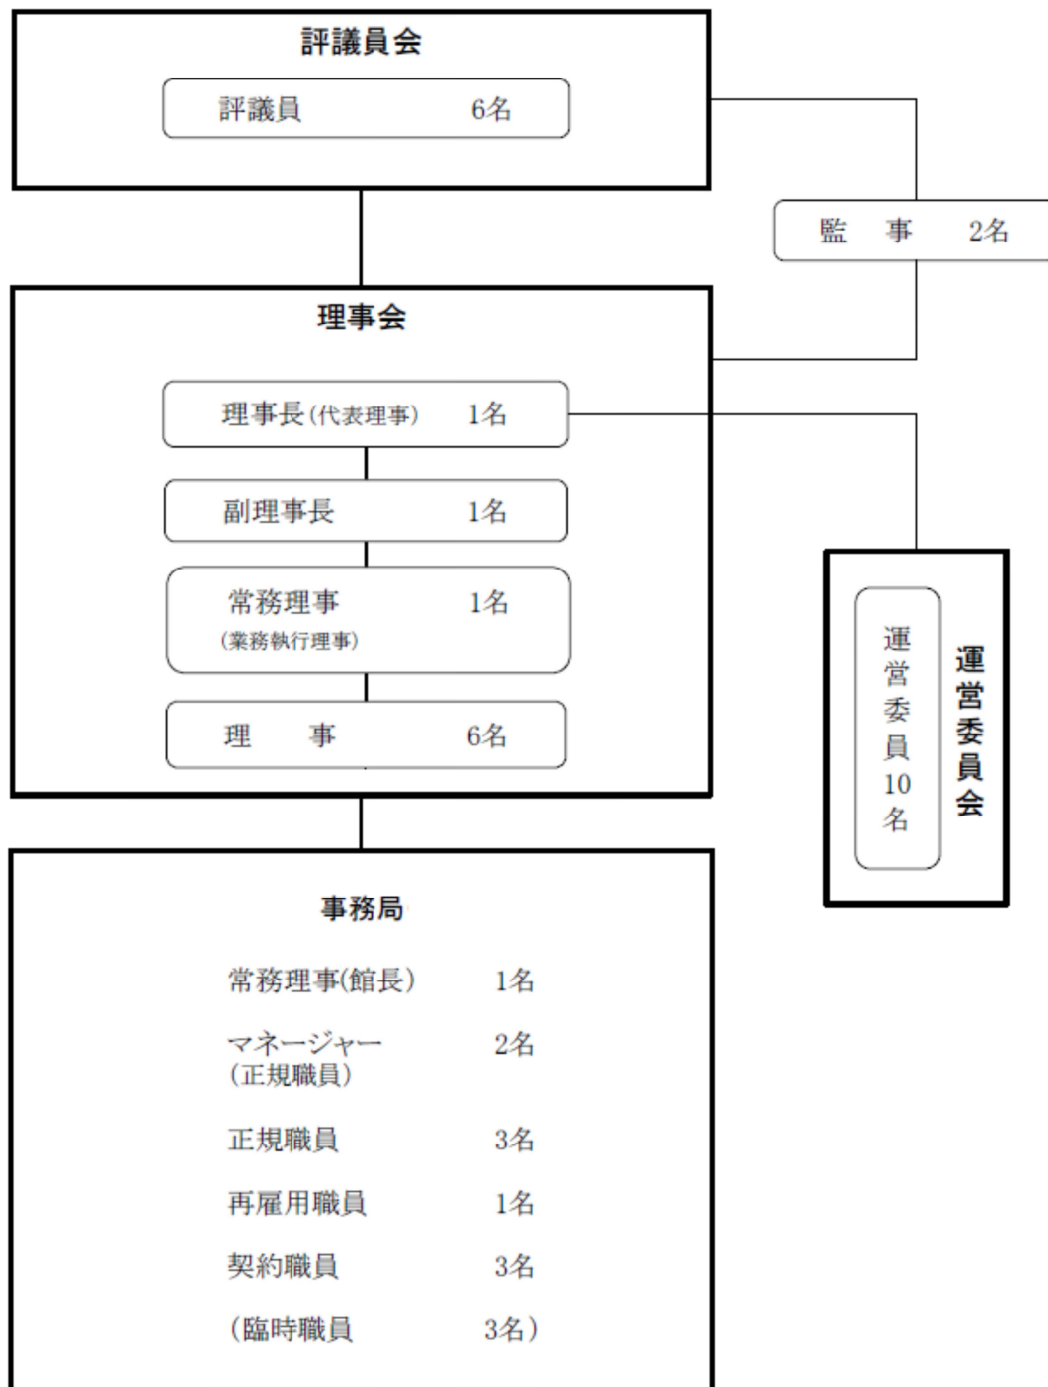 評議員会
評議員 6名
監 事 2名
理事会
理事長(代表理事) 1名
副理事長 1名
常務理事 1名
(業務執行理事)
理 事 6名
運営委員会
運営委員10名
事務局
常務理事(館長) 1名
マネージャー 2名
(正規職員)
正規職員 3名
再雇用職員 1名
契約職員 3名
(臨時職員 3名)